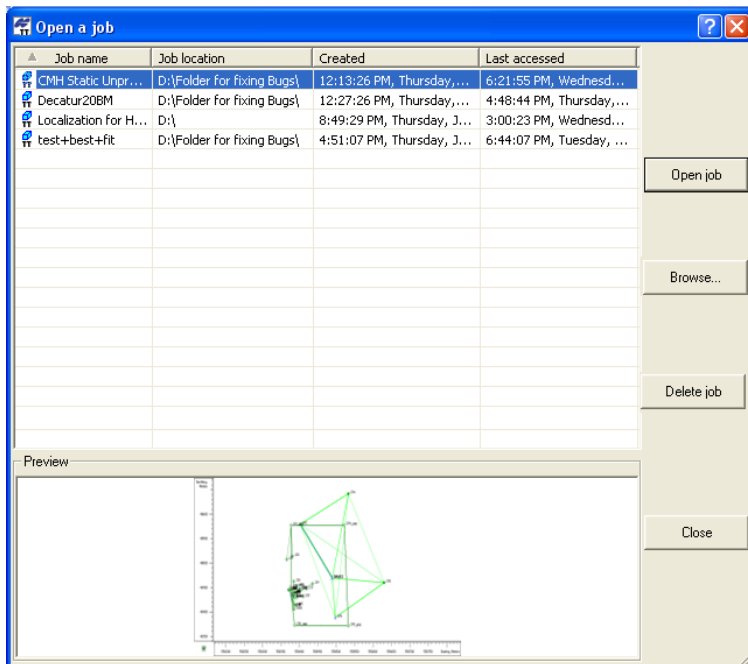 Open a job
Job name Job location Created Last accessed
CMH Static Unpr... D:\Folder for fixing Bugs\ 12:13:26 PM, Thursday,... 6:21:55 PM, Wednesd...
Decatur20BM D:\Folder for fixing Bugs\ 12:27:26 PM, Thursday,... 4:48:44 PM, Thursday,...
Localization for H... D:\ 8:49:29 PM, Thursday, J... 3:00:23 PM, Wednesd...
test+best+fit D:\Folder for fixing Bugs\ 4:51:07 PM, Thursday, J... 6:44:07 PM, Tuesday, ...
Open job
Browse...
Delete job
Close
Preview